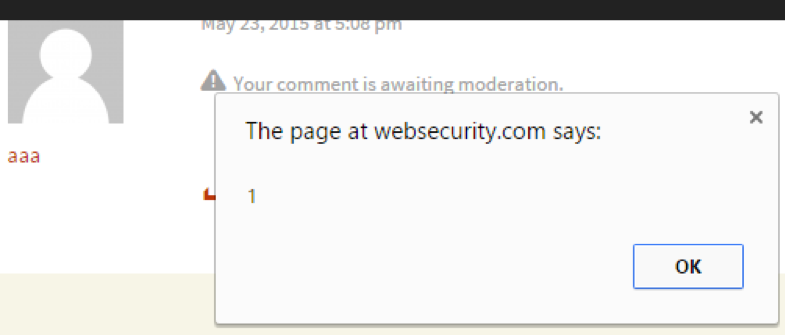 May 23, 2015 at 5:08 pm
Your comment is awaiting moderation.
aaa
The page at websecurity.com says:
1
OK